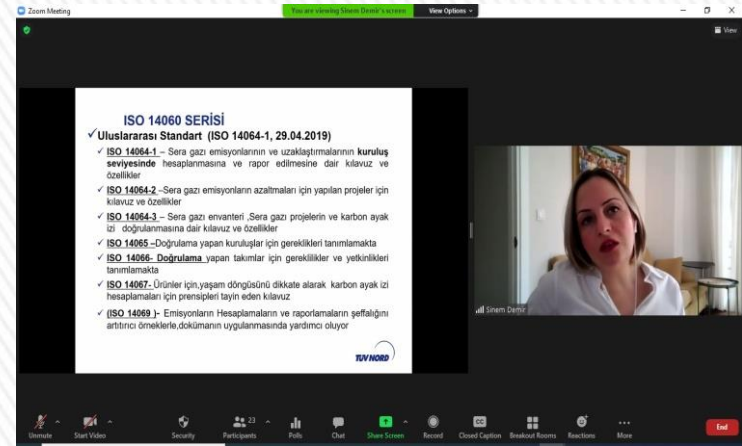 Zoom Meeting
You are viewing Sinem Demir's screen
View Options
View
ISO 14060 SERİSİ
✓Uluslararası Standart (ISO 14064-1, 29.04.2019)
✓ ISO 14064-1 – Sera gazı emisyonlarının ve uzaklaştırmalarının kuruluş
seviyesinde hesaplanmasına ve rapor edilmesine dair kılavuz ve
özellikler
✓ ISO 14064-2 –Sera gazı emisyonların azaltmaları için yapılan projeler için
kılavuz ve özellikler
✓ ISO 14064-3 – Sera gazı envanteri ,Sera gazı projelerin ve karbon ayak
izi doğrulanmasına dair kılavuz ve özellikler
✓ ISO 14065 –Doğrulama yapan kuruluşlar için gereklikleri tanımlamakta
✓ ISO 14066- Doğrulama yapan takımlar için gereklilikler ve yetkinlikleri
tanımlamakta
✓ ISO 14067- Ürünler için,yaşam döngüsünü dikkate alarak karbon ayak izi
hesaplamaları için prensipleri tayin eden kılavuz
✓ (ISO 14069 )- Emisyonların Hesaplamaların ve raporlamaların şeffalığını
artıtırıcı örneklerle,dokümanın uygulanmasında yardımcı oluyor
TUV NORD
Sinem Demir
Unmute
Start Video
Security
23
Participants
Polls
Chat
Share Screen
Record
CC
Closed Caption
Breakout Rooms
Reactions
More
End